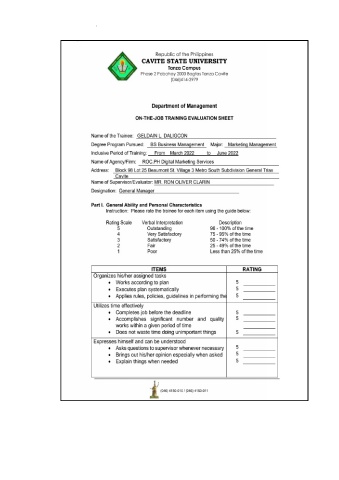 Republic of the Philippines
CAVITE STATE UNIVERSITY
Tanza Campus
Phase 2 Pabahay 2000 Bagtas Tanza Cavite
(046)414-3979
Department of Management
ON-THE-JOB TRAINING EVALUATION SHEET
Name of the Trainee: GELDAIN L. DALIGCON
Degree Program Pursued: BS Business Management Major: Marketing Management
Inclusive Period of Training: From March 2022 to June 2022
Name of Agency/Firm: ROC.PH Digital Marketing Services
Address: Block 98 Lot 25 Beaumont St. Village 3 Metro South Subdivision General Trias
Cavite
Name of Supervisor/Evaluator: MR. RON OLIVER CLARIN
Designation: General Manager
Part I. General Ability and Personal Characteristics
Instruction: Please rate the trainee for each item using the guide below:
Rating Scale Verbal Interpretation Description
5 Outstanding 96 - 100% of the time
4 Very Satisfactory 75 - 95% of the time
3 Satisfactory 50 - 74% of the time
2 Fair 25 - 49% of the time
1 Poor Less than 25% of the time
ITEMS RATING
Organizes his/her assigned tasks
• Works according to plan 5
• Executes plan systematically 5
• Applies rules, policies, guidelines in performing the 5
Utilizes time effectively
• Completes job before the deadline 5
• Accomplishes significant number and quality 5
works within a given period of time
• Does not waste time doing unimportant things 5
Expresses himself and can be understood
• Asks questions to supervisor whenever necessary 5
• Brings out his/her opinion especially when asked 5
• Explain things when needed 5